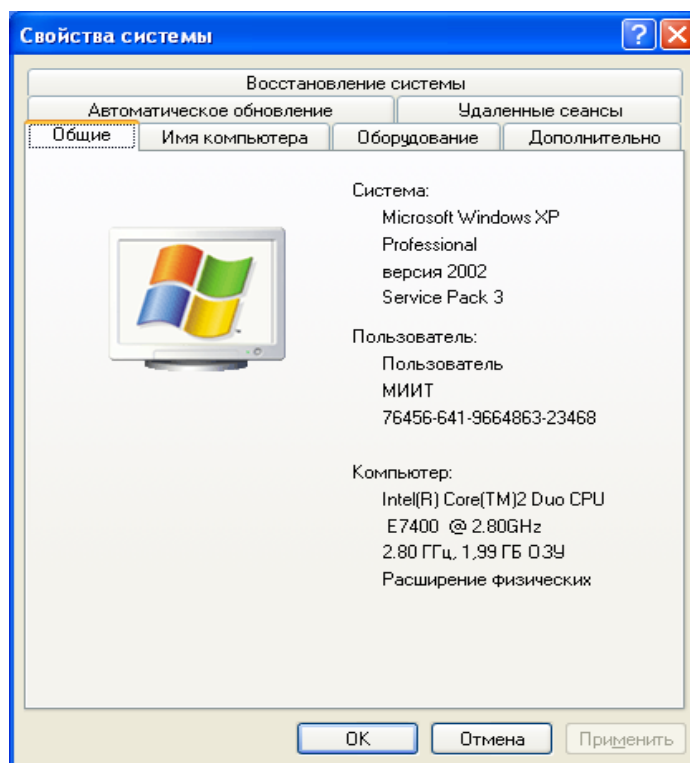 Свойства системы
Восстановление системы
Автоматическое обновление
Удаленные сеансы
Общие
Имя компьютера
Оборудование
Дополнительно
Система:
Microsoft Windows XP
Professional
версия 2002
Service Pack 3
Пользователь:
Пользователь
МИИТ
76456-641-9664863-23468
Компьютер:
Intel(R) Core(TM)2 Duo CPU
E7400 @ 2.80GHz
2.80 ГГц, 1,99 ГБ ОЗУ
Расширение физических
ОК
Отмена
Применить